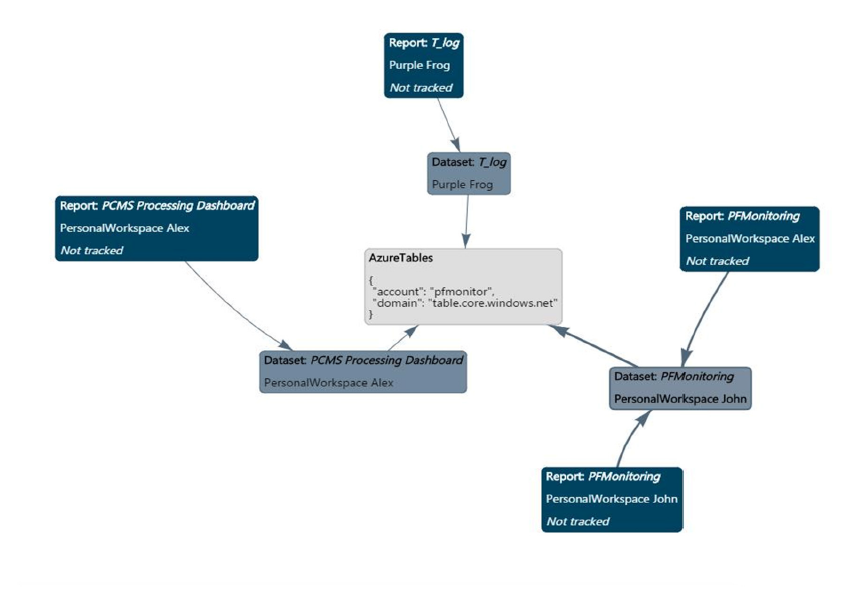 Report: T_log
Purple Frog
Not tracked
Dataset: T_log
Purple Frog
Report: PCMS Processing Dashboard
PersonalWorkspace Alex
Not tracked
Report: PFMonitoring
PersonalWorkspace Alex
Not tracked
AzureTables
{
"account": "pfmonitor",
"domain": "table.core.windows.net"
}
Dataset: PCMS Processing Dashboard
PersonalWorkspace Alex
Dataset: PFMonitoring
PersonalWorkspace John
Report: PFMonitoring
PersonalWorkspace John
Not tracked